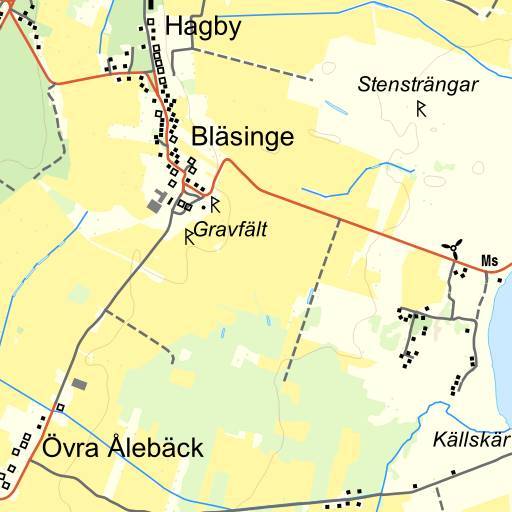 Hagby
Stensträngar
Bläsinge
Gravfält
Ms
Källskär
Övra Ålebäck